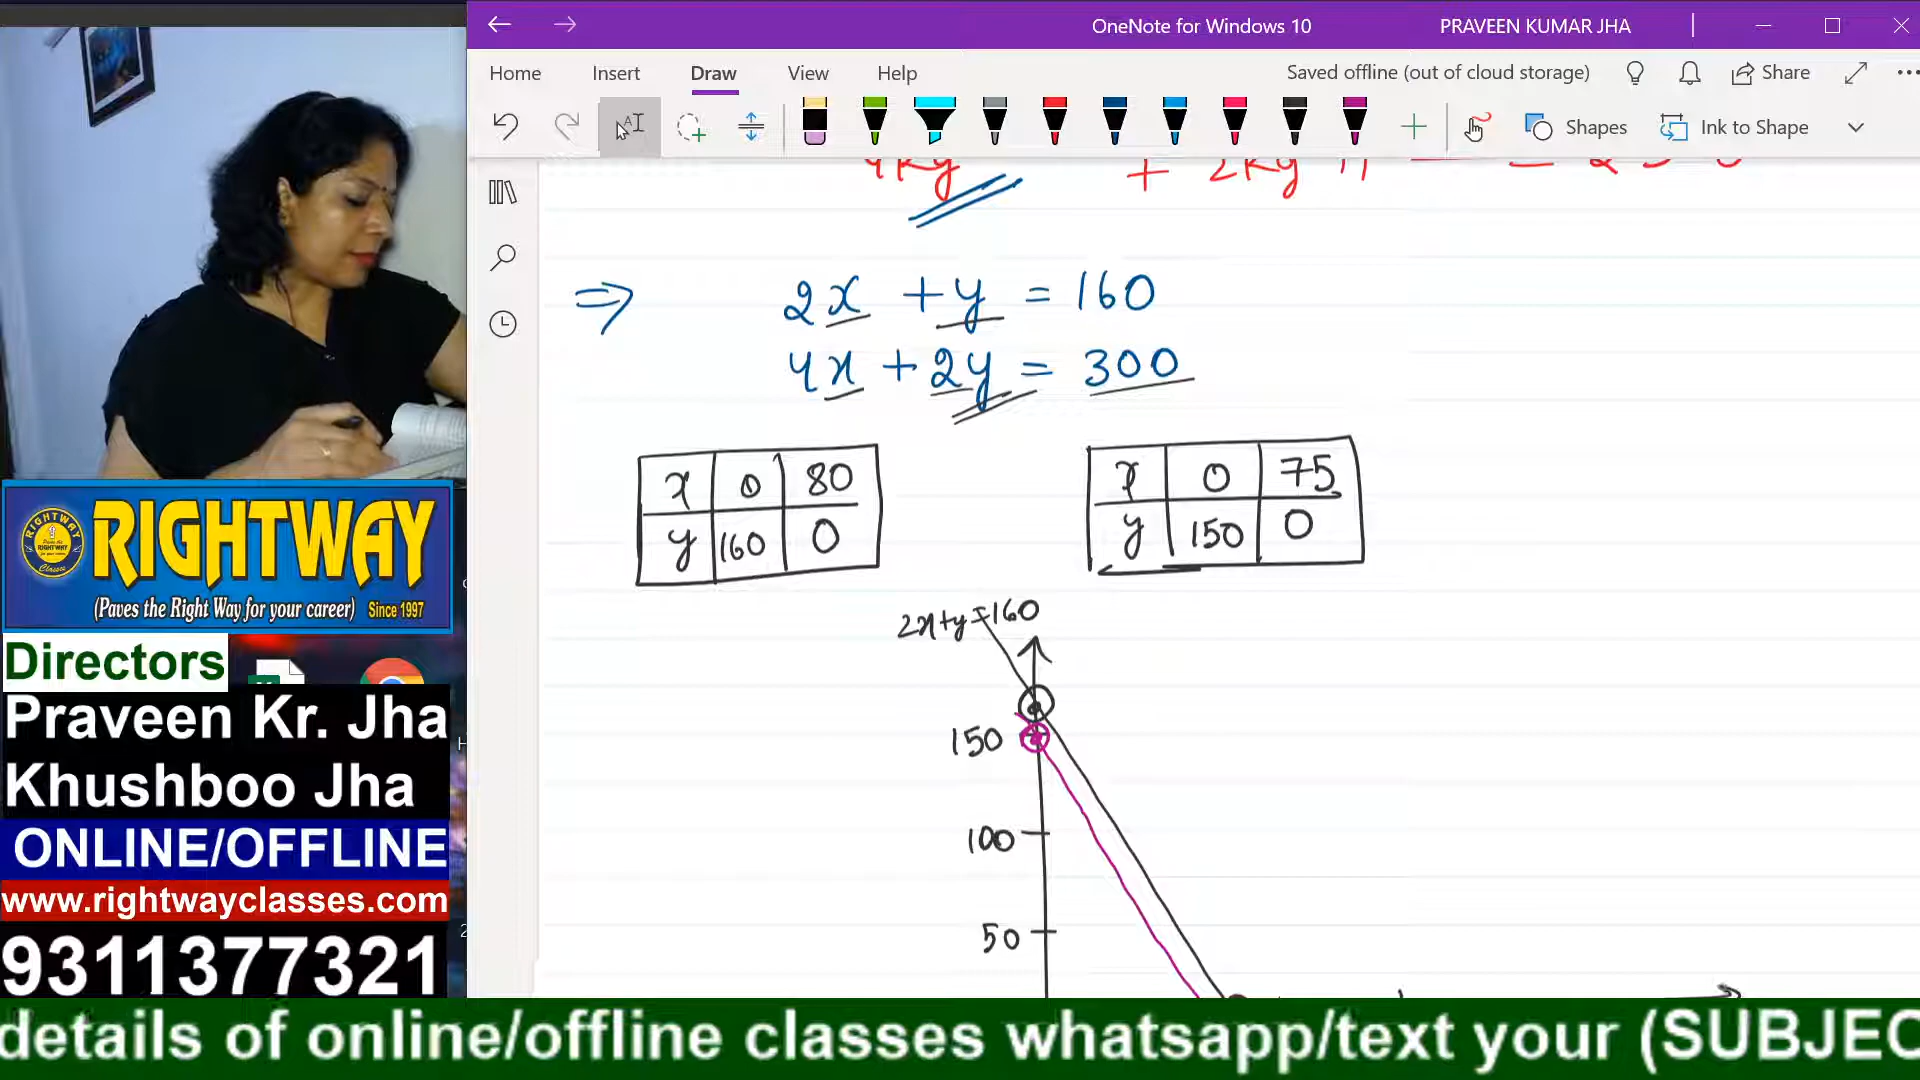 OneNote for Windows 10
PRAVEEN KUMAR JHA
Home Insert Draw View Help
Saved offline (out of cloud storage)
Share
Shapes
Ink to Shape
⇒ 2x + y = 160
4x + 2y = 300
x 0 80
y 160 0
x 0 75
y 150 0
2x+y=160
150
100
50
RIGHTWAY
(Paves the Right Way for your career) Since 1997
Directors
Praveen Kr. Jha
Khushboo Jha
ONLINE/OFFLINE
www.rightwayclasses.com
9311377321
details of online/offline classes whatsapp/text your (SUBJEC